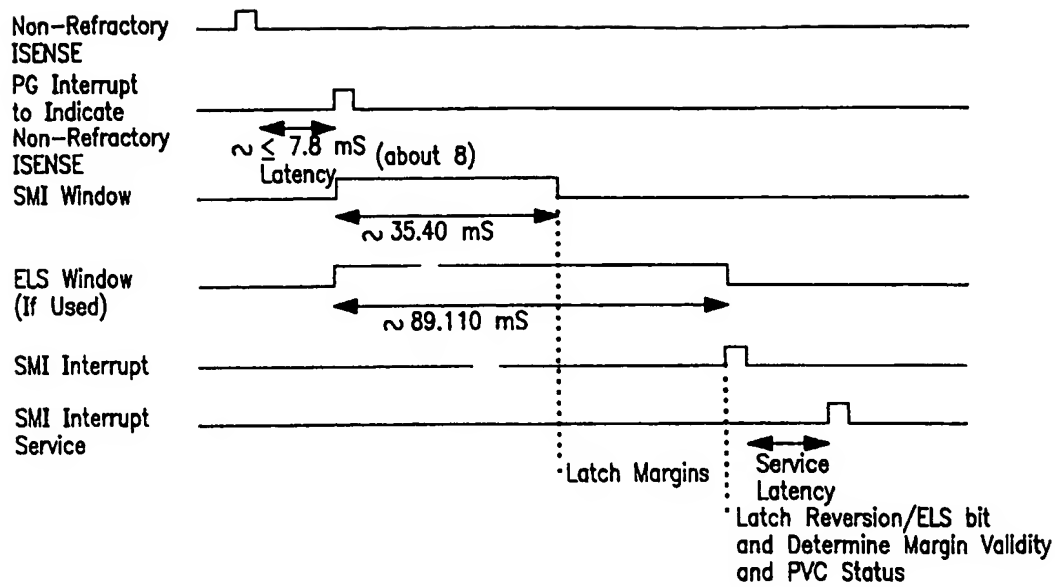 Non-Refractory
ISENSE
PG Interrupt
to Indicate
Non-Refractory
ISENSE
~ ≤ 7.8 mS (about 8)
Latency
SMI Window
~ 35.40 mS
ELS Window
(If Used)
~ 89.110 mS
SMI Interrupt
SMI Interrupt
Service
Latch Margins
Service
Latency
Latch Reversion/ELS bit
and Determine Margin Validity
and PVC Status